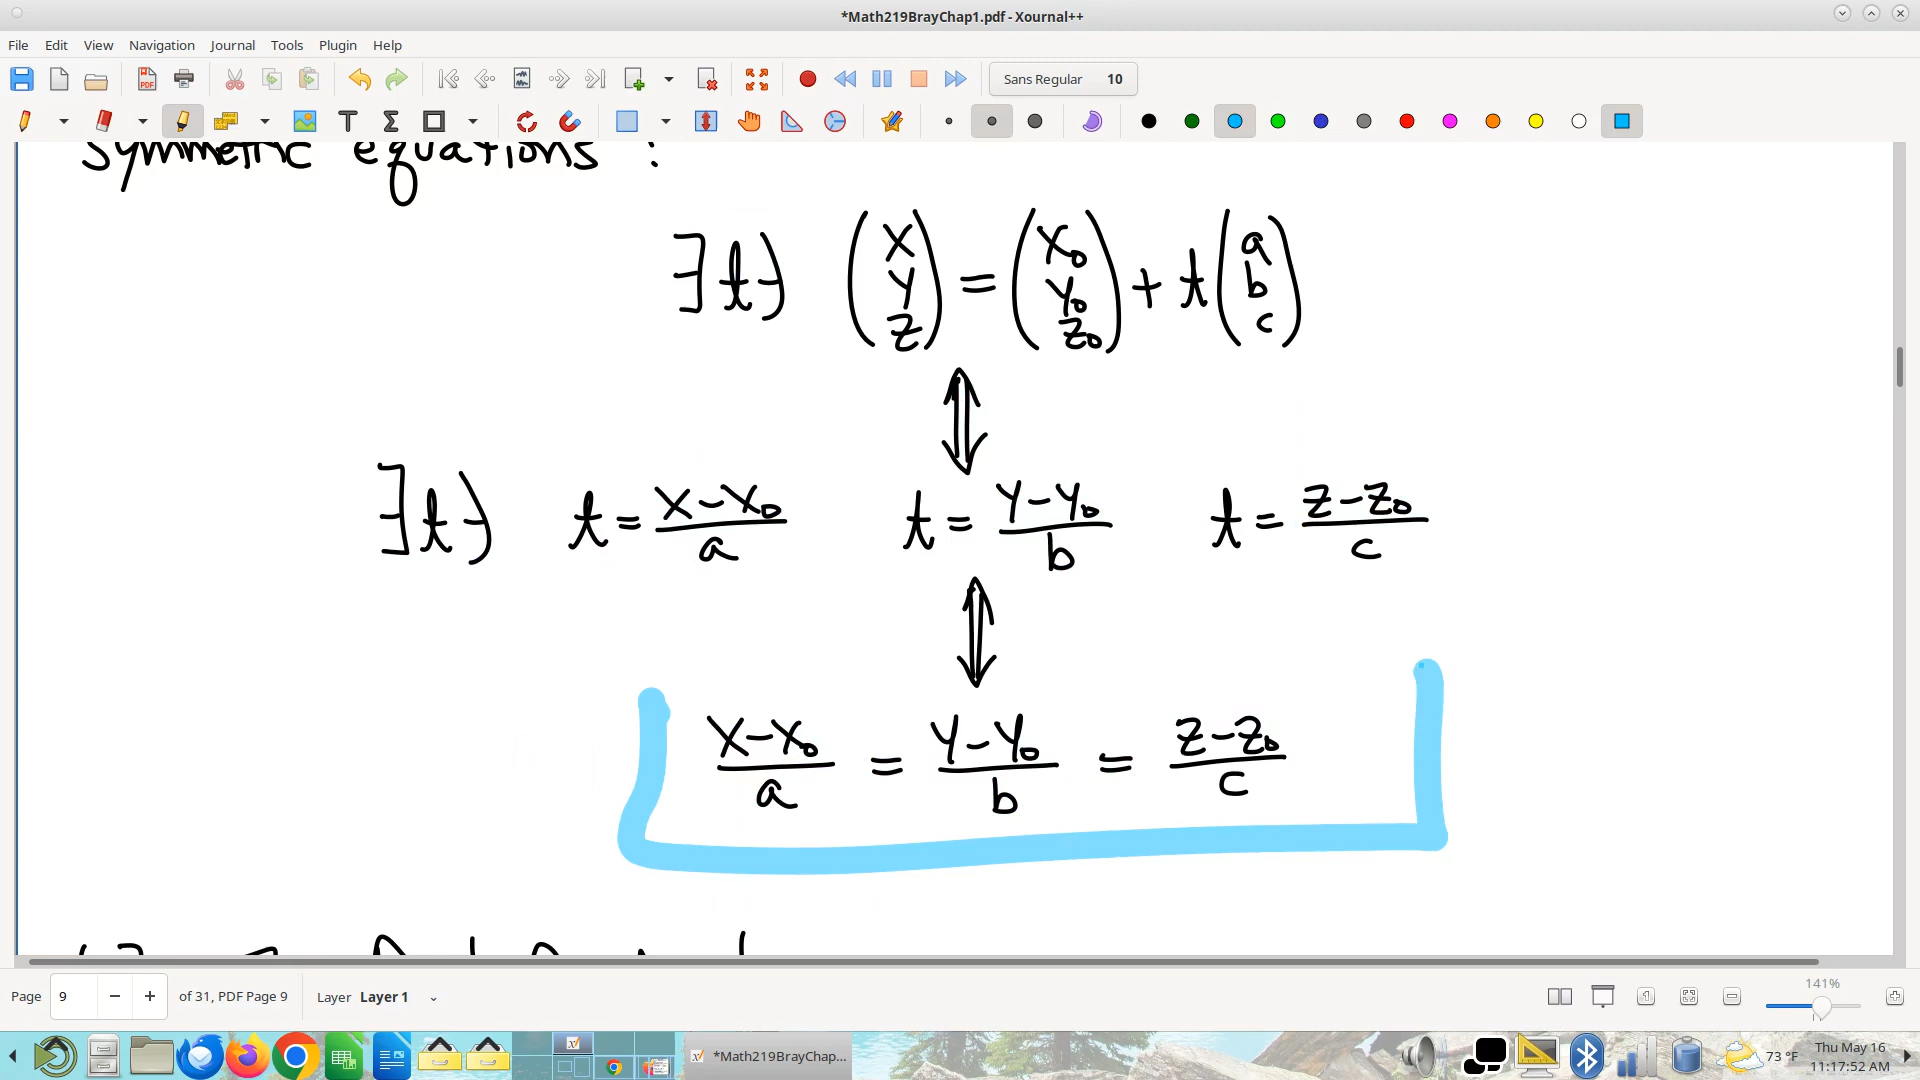 *Math219BrayChap1.pdf - Xournal++
File Edit View Navigation Journal Tools Plugin Help
Sans Regular 10
symmetric equations :
∃ t ∋ (x y z) = (x₀ y₀ z₀) + t (a b c)
∃ t ∋ t = (x-x₀)/a t = (y-y₀)/b t = (z-z₀)/c
(x-x₀)/a = (y-y₀)/b = (z-z₀)/c
Page 9 of 31, PDF Page 9 Layer Layer 1
141%
*Math219BrayChap...
73 °F
Thu May 16
11:17:52 AM